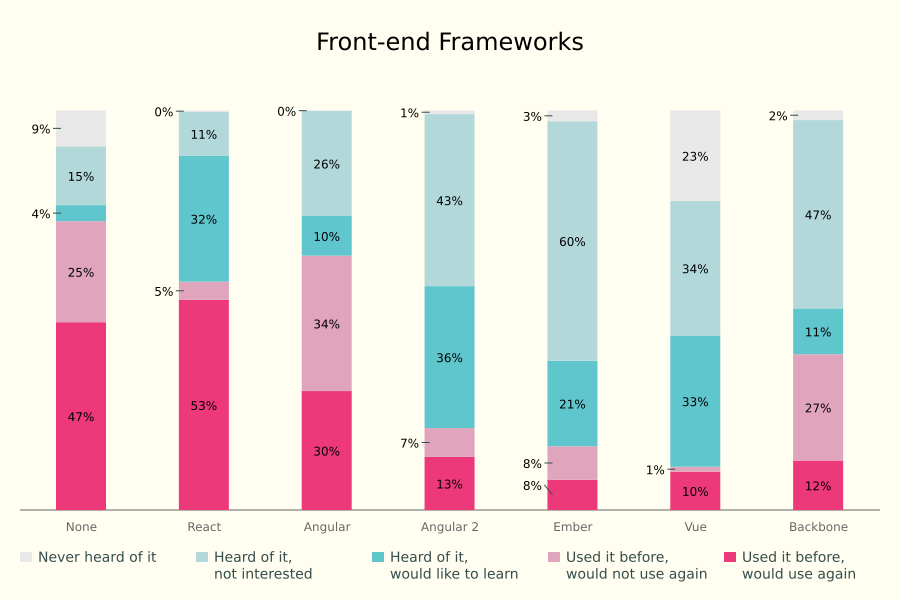 Front-end Frameworks
9%
15%
4%
25%
47%
0%
11%
32%
5%
53%
0%
26%
10%
34%
30%
1%
43%
36%
7%
13%
3%
60%
21%
8%
8%
23%
34%
33%
1%
10%
2%
47%
11%
27%
12%
None
React
Angular
Angular 2
Ember
Vue
Backbone
Never heard of it
Heard of it,
not interested
Heard of it,
would like to learn
Used it before,
would not use again
Used it before,
would use again